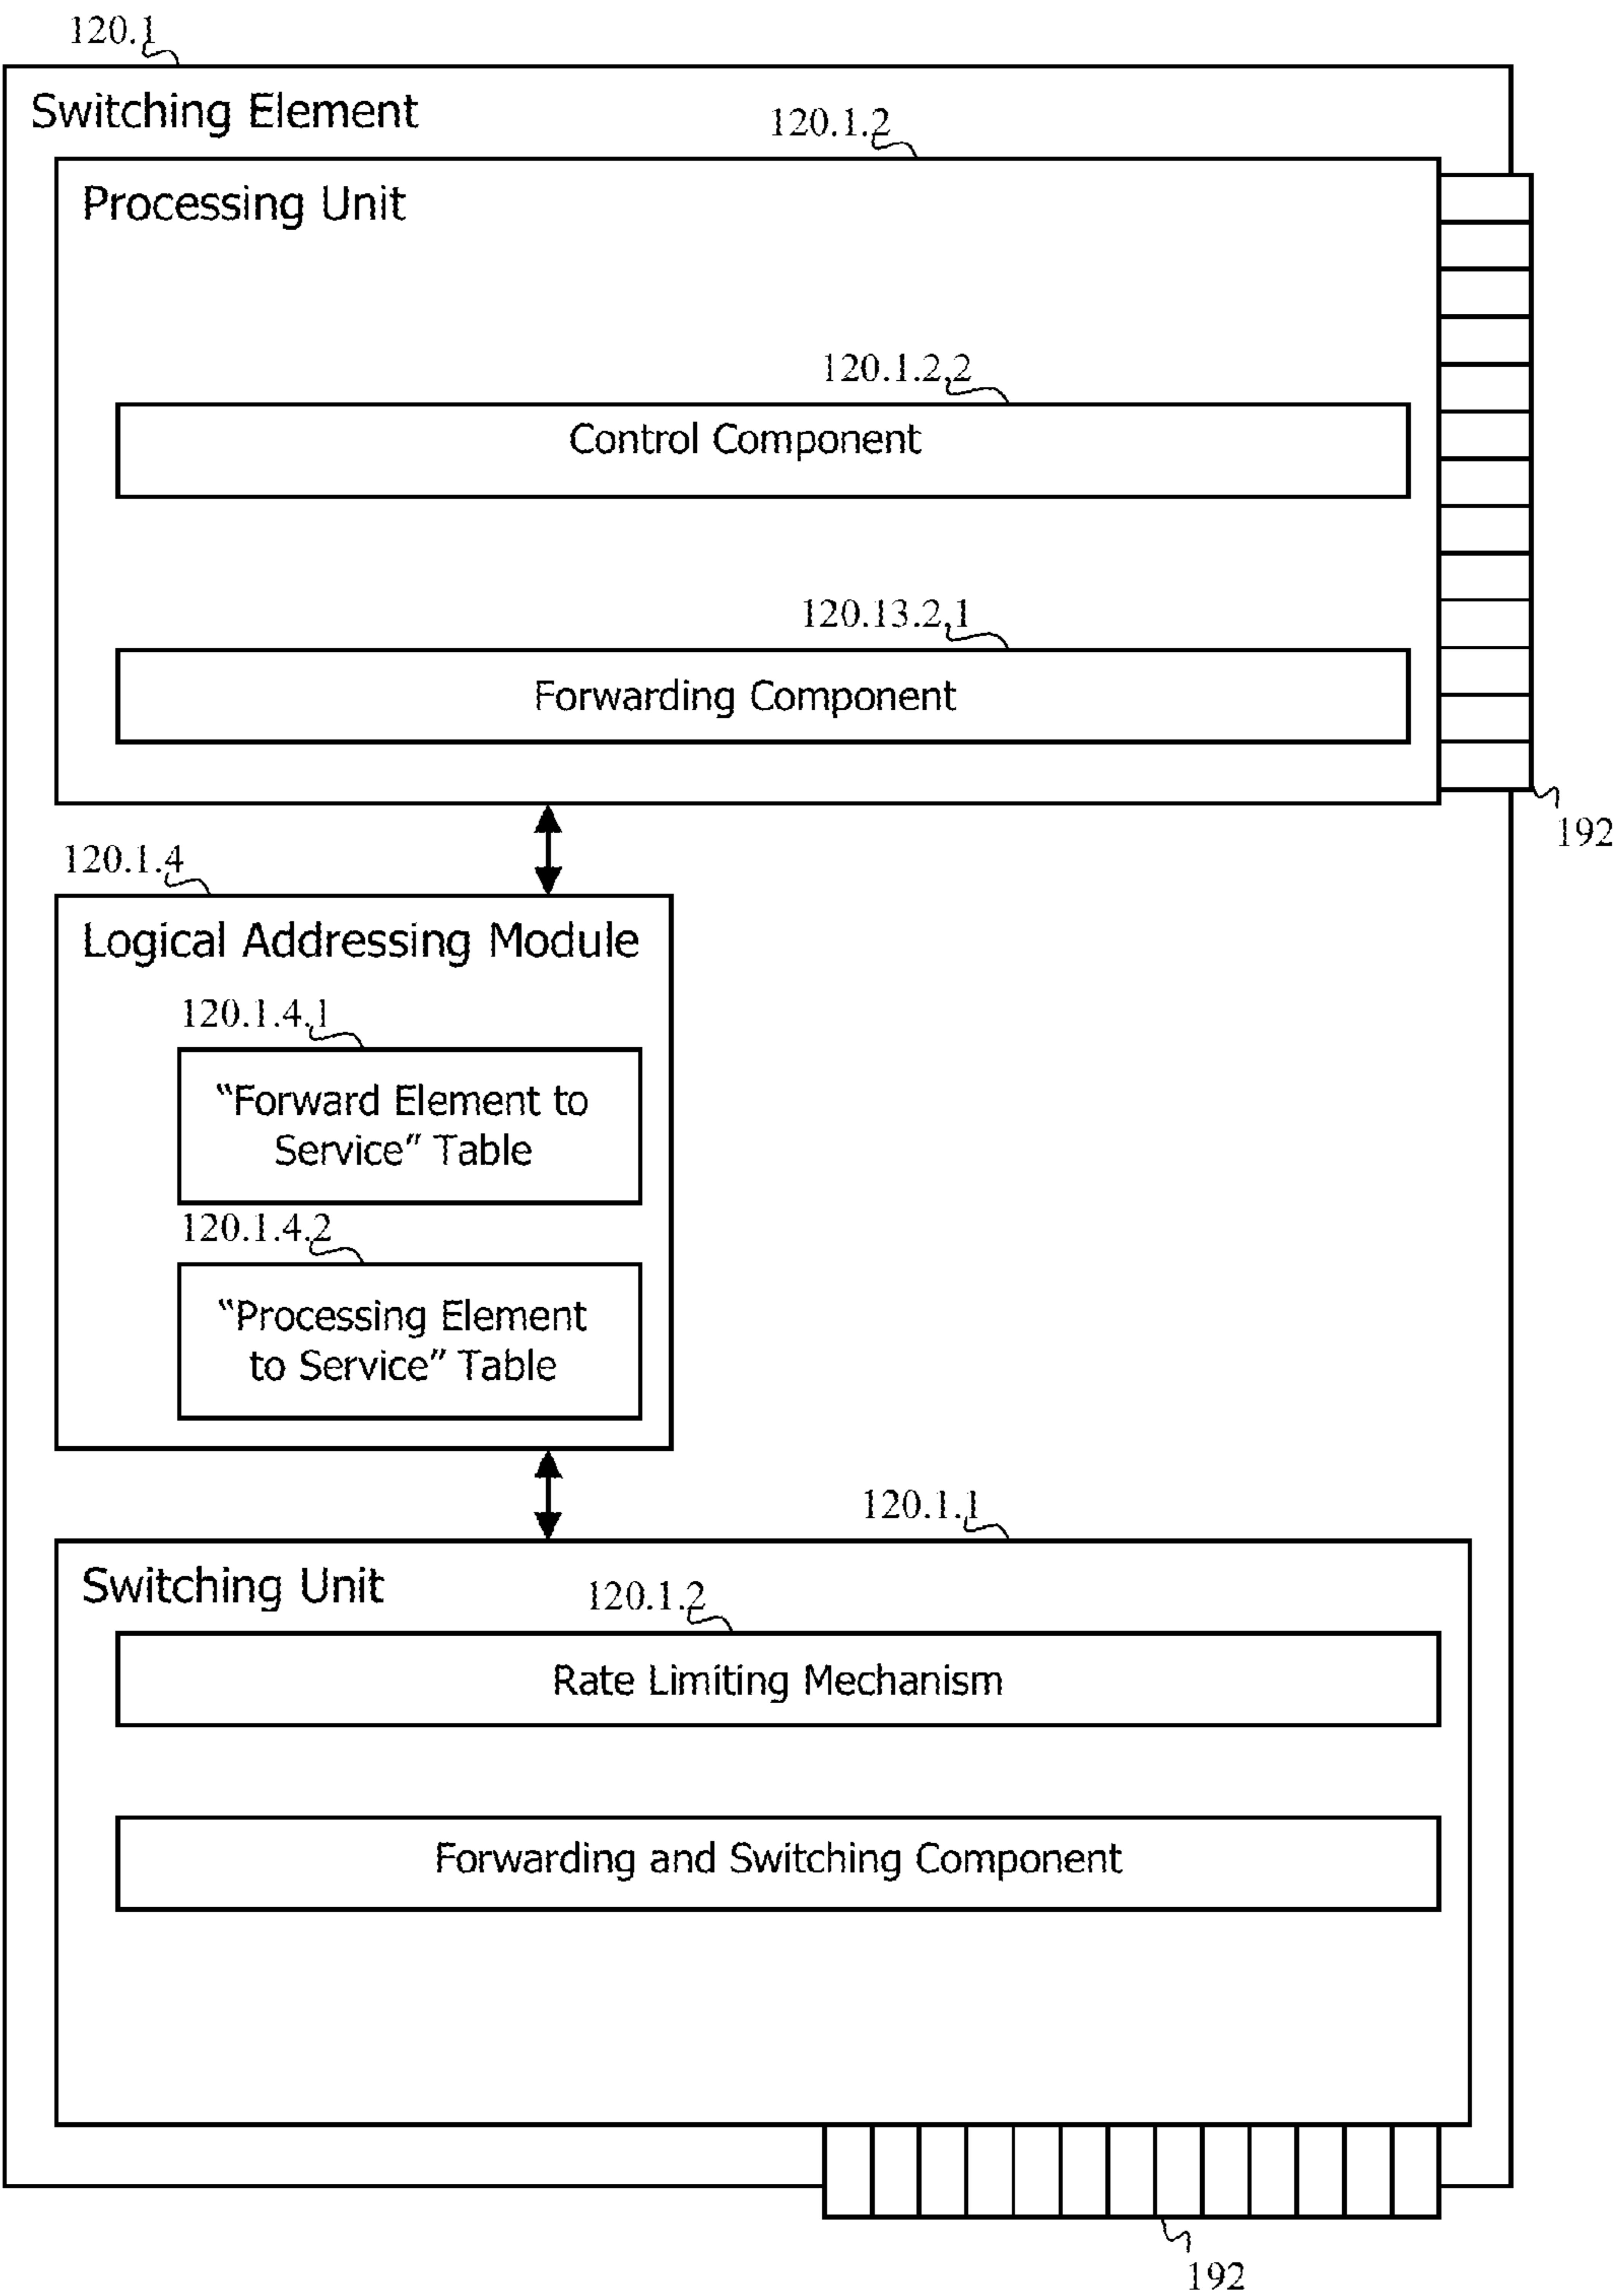 120.1
Switching Element
120.1.2
Processing Unit
120.1.2.2
Control Component
120.13.2.1
Forwarding Component
192
120.1.4
Logical Addressing Module
120.1.4.1
“Forward Element to
Service” Table
120.1.4.2
“Processing Element
to Service” Table
120.1.1
Switching Unit
120.1.2
Rate Limiting Mechanism
Forwarding and Switching Component
192